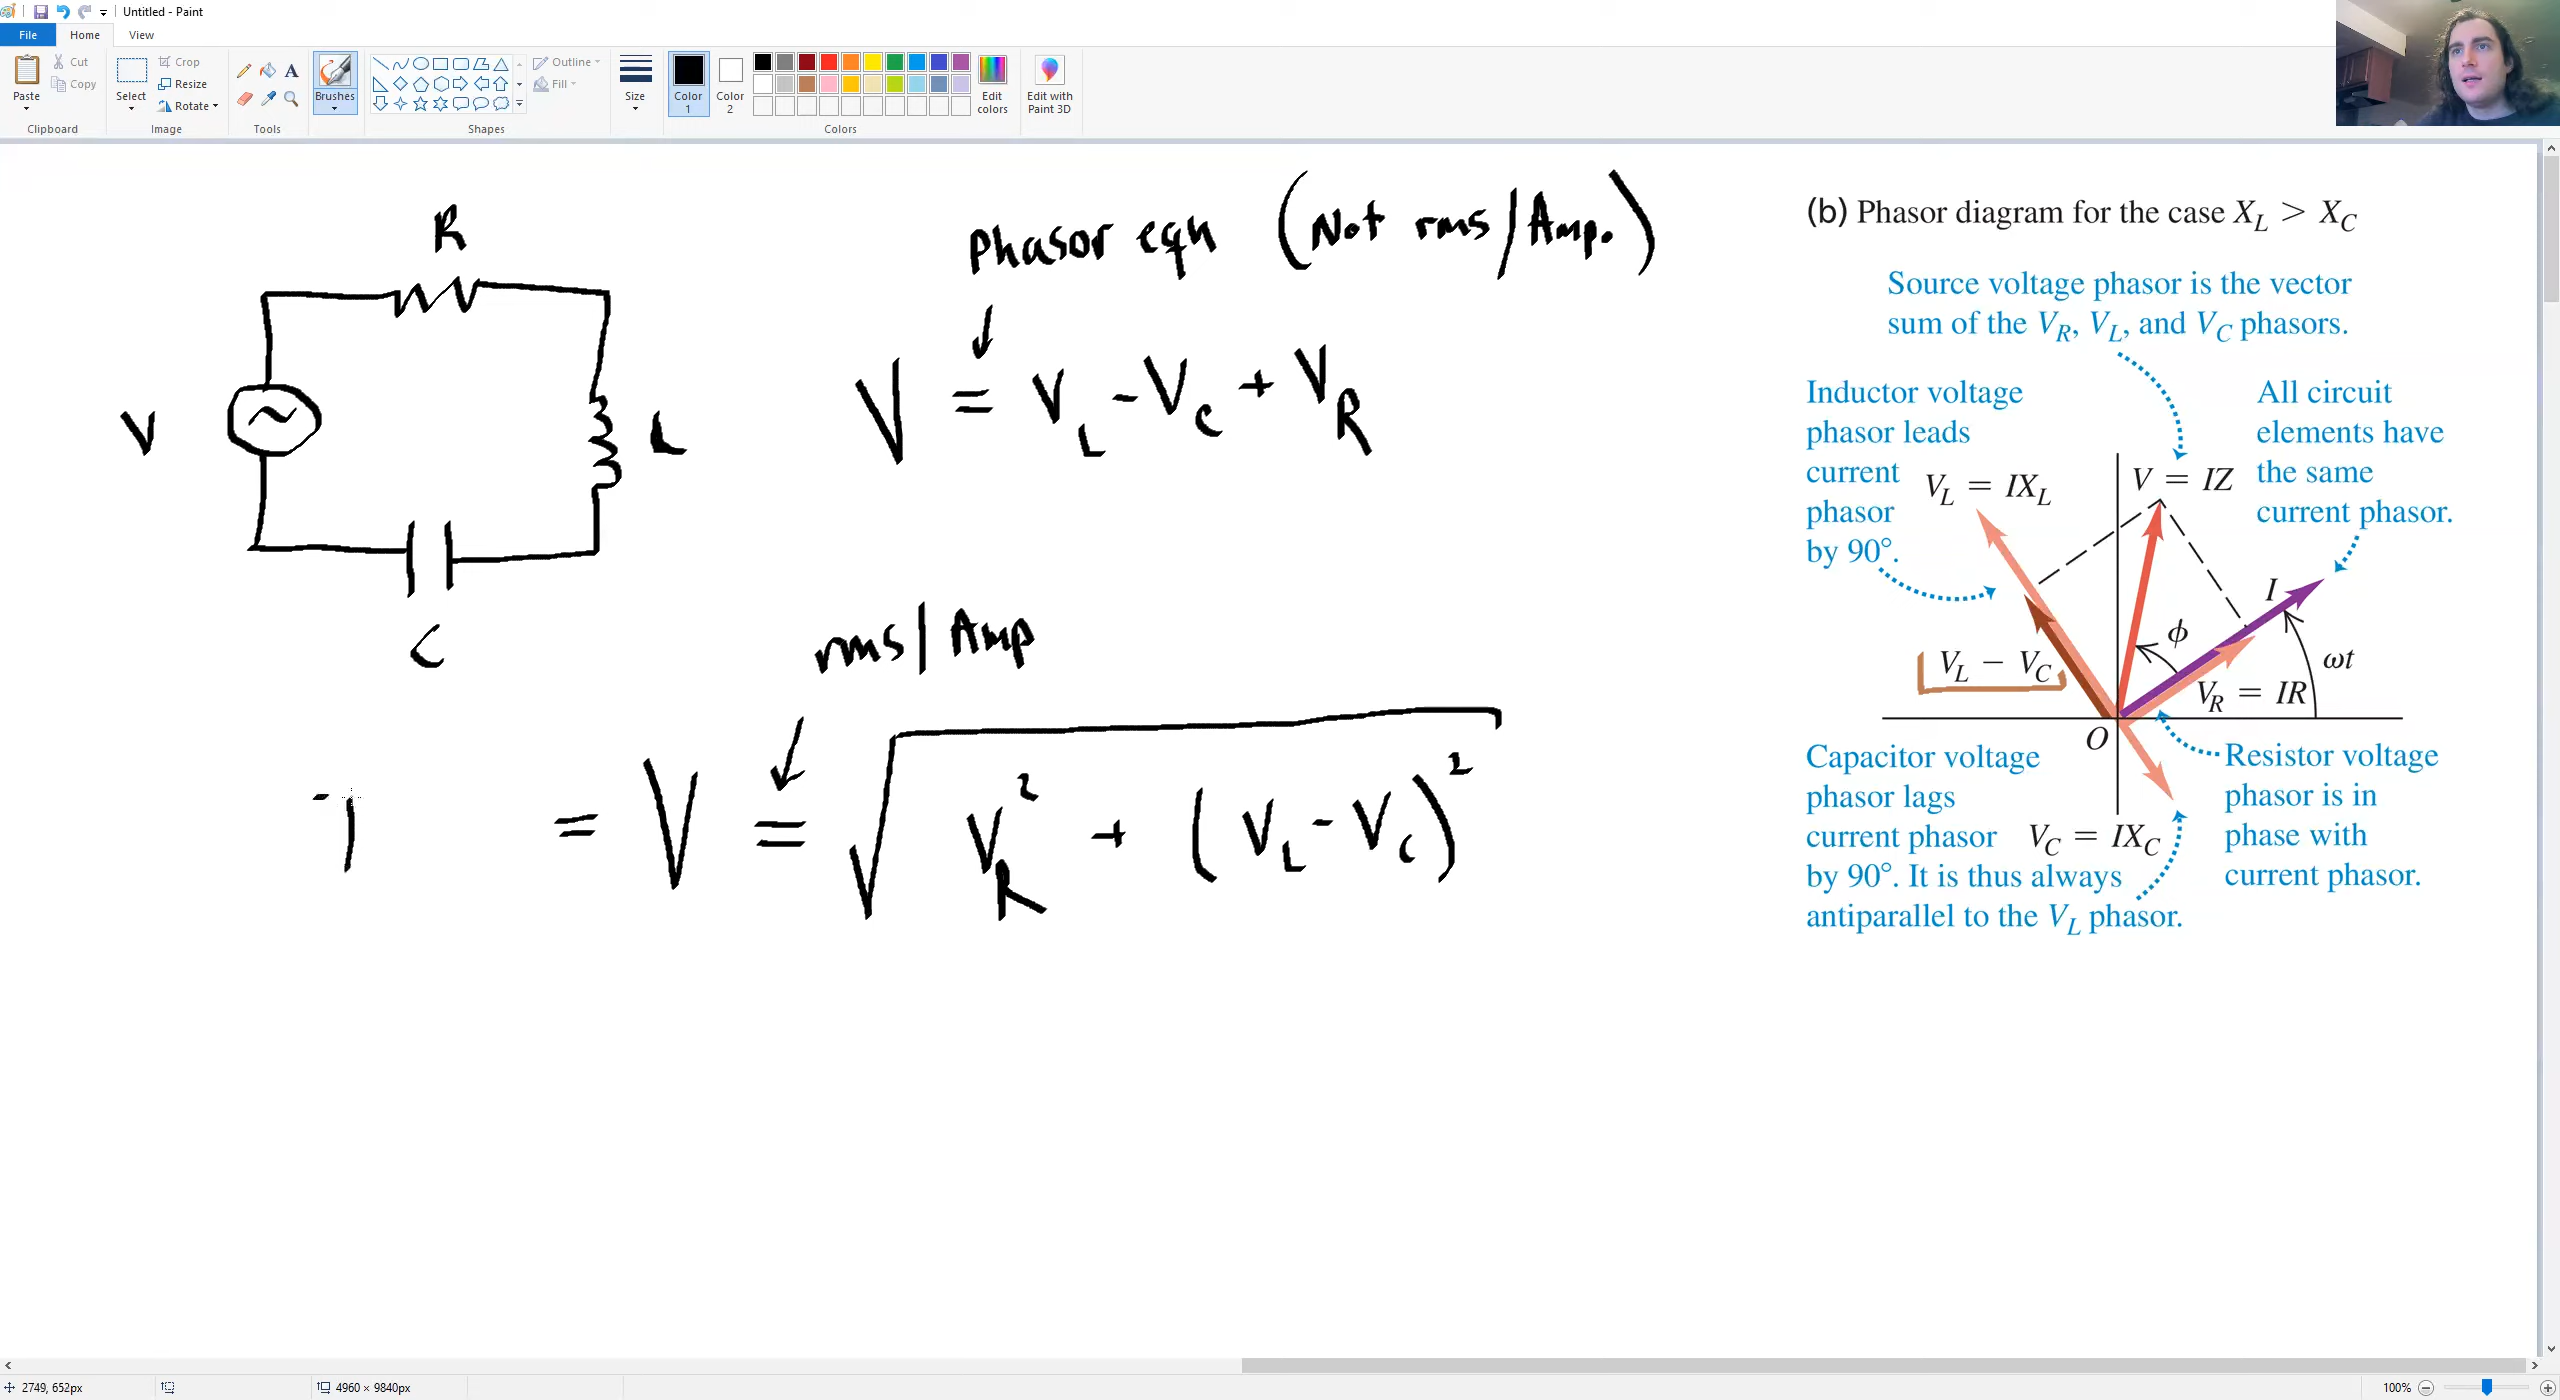 Untitled - Paint
File Home View
Paste
Cut
Copy
Clipboard
Select
Crop
Resize
Rotate
Image
A
Tools
Brushes
Shapes
Outline
Fill
Size
Color 1
Color 2
Colors
Edit colors
Edit with Paint 3D
R
V
L
C
Phasor eqn (Not rms/Amp.)
V = V_L - V_C + V_R
rms/Amp
= V = √(V_R² + (V_L - V_C)²)
(b) Phasor diagram for the case X_L > X_C
Source voltage phasor is the vector
sum of the V_R, V_L, and V_C phasors.
Inductor voltage
phasor leads
current
phasor
by 90°.
V_L = IX_L
V = IZ
All circuit
elements have
the same
current phasor.
I
ϕ
ωt
V_L − V_C
V_R = IR
O
Capacitor voltage
phasor lags
current phasor
by 90°. It is thus always
antiparallel to the V_L phasor.
V_C = IX_C
Resistor voltage
phasor is in
phase with
current phasor.
2749, 652px
4960 × 9840px
100%